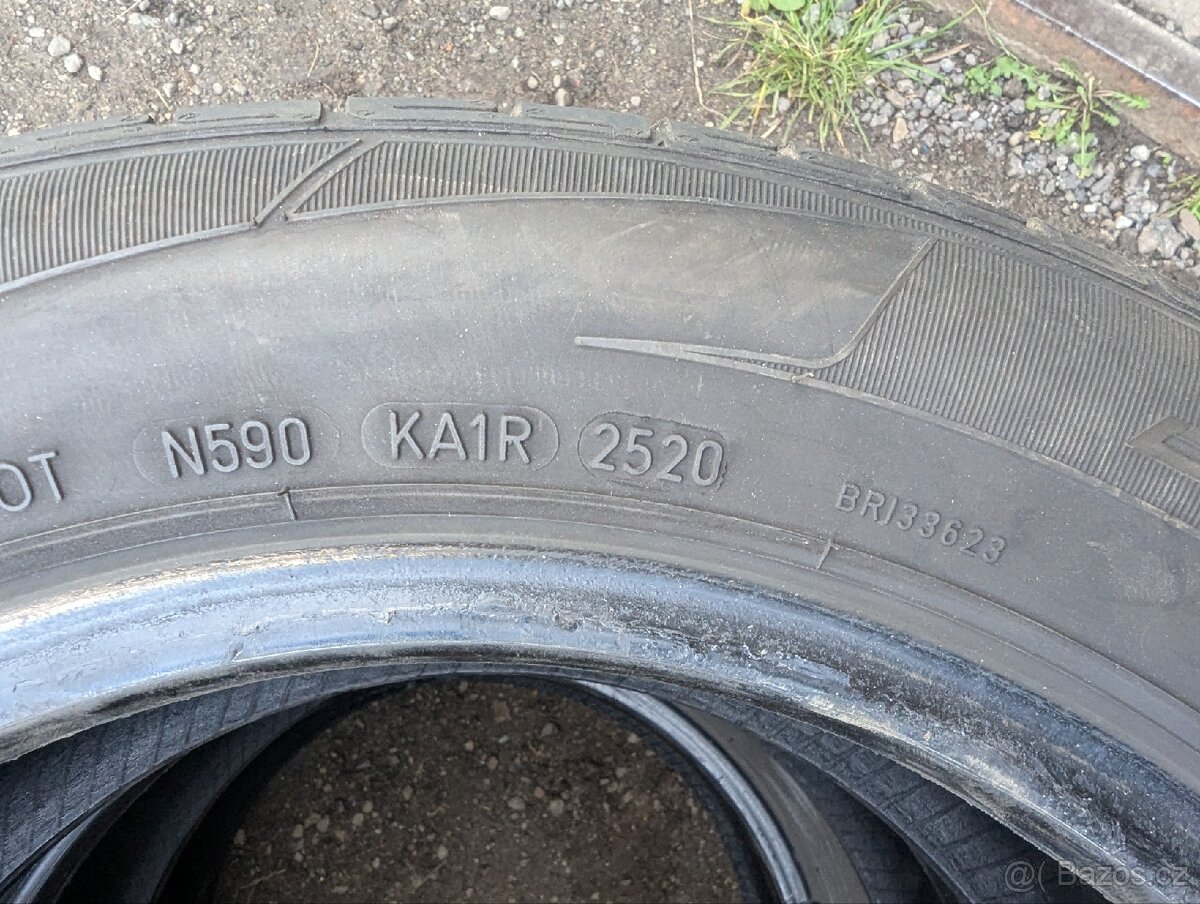 OT N590 KA1R 2520
BRI33623
@( Bazos.cz